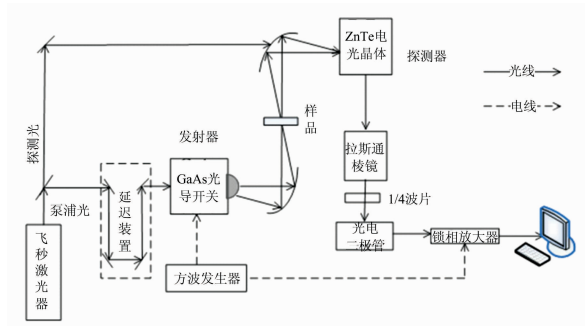 ZnTe电
光晶体
探测器
光线
电线
样
品
发射器
GaAs光
导开关
探测光
泵浦光
延
迟
装
置
飞
秒
激
光
器
拉斯通
棱镜
1/4波片
光电
二极管
锁相放大器
方波发生器